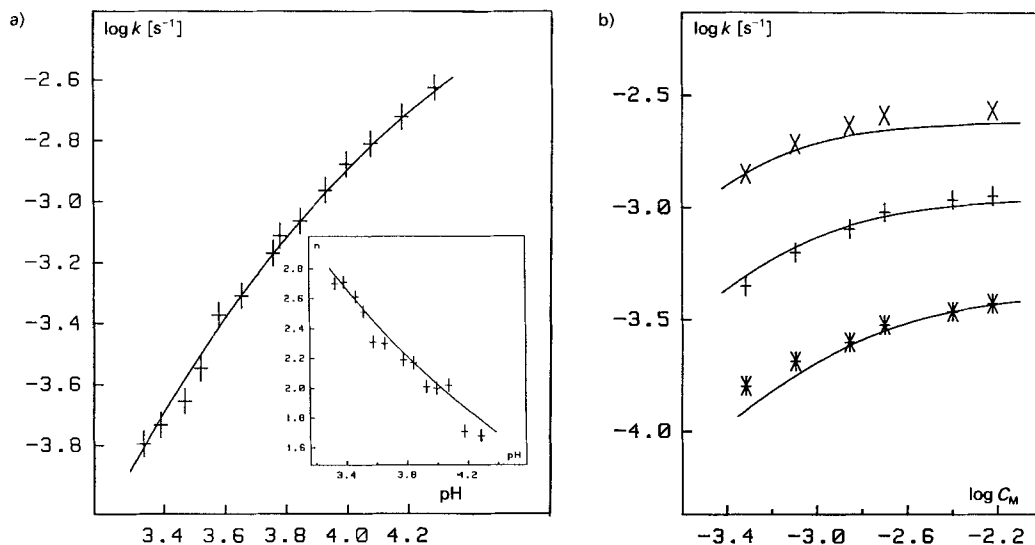 a)
log k [s⁻¹]
-2.6
-2.8
-3.0
-3.2
-3.4
-3.6
-3.8
3.4 3.6 3.8 4.0 4.2
pH
n
2.8
2.6
2.4
2.2
2.0
1.8
1.6
3.4 3.8 4.2
pH
b)
log k [s⁻¹]
-2.5
-3.0
-3.5
-4.0
log C_M
-3.4 -3.0 -2.6 -2.2